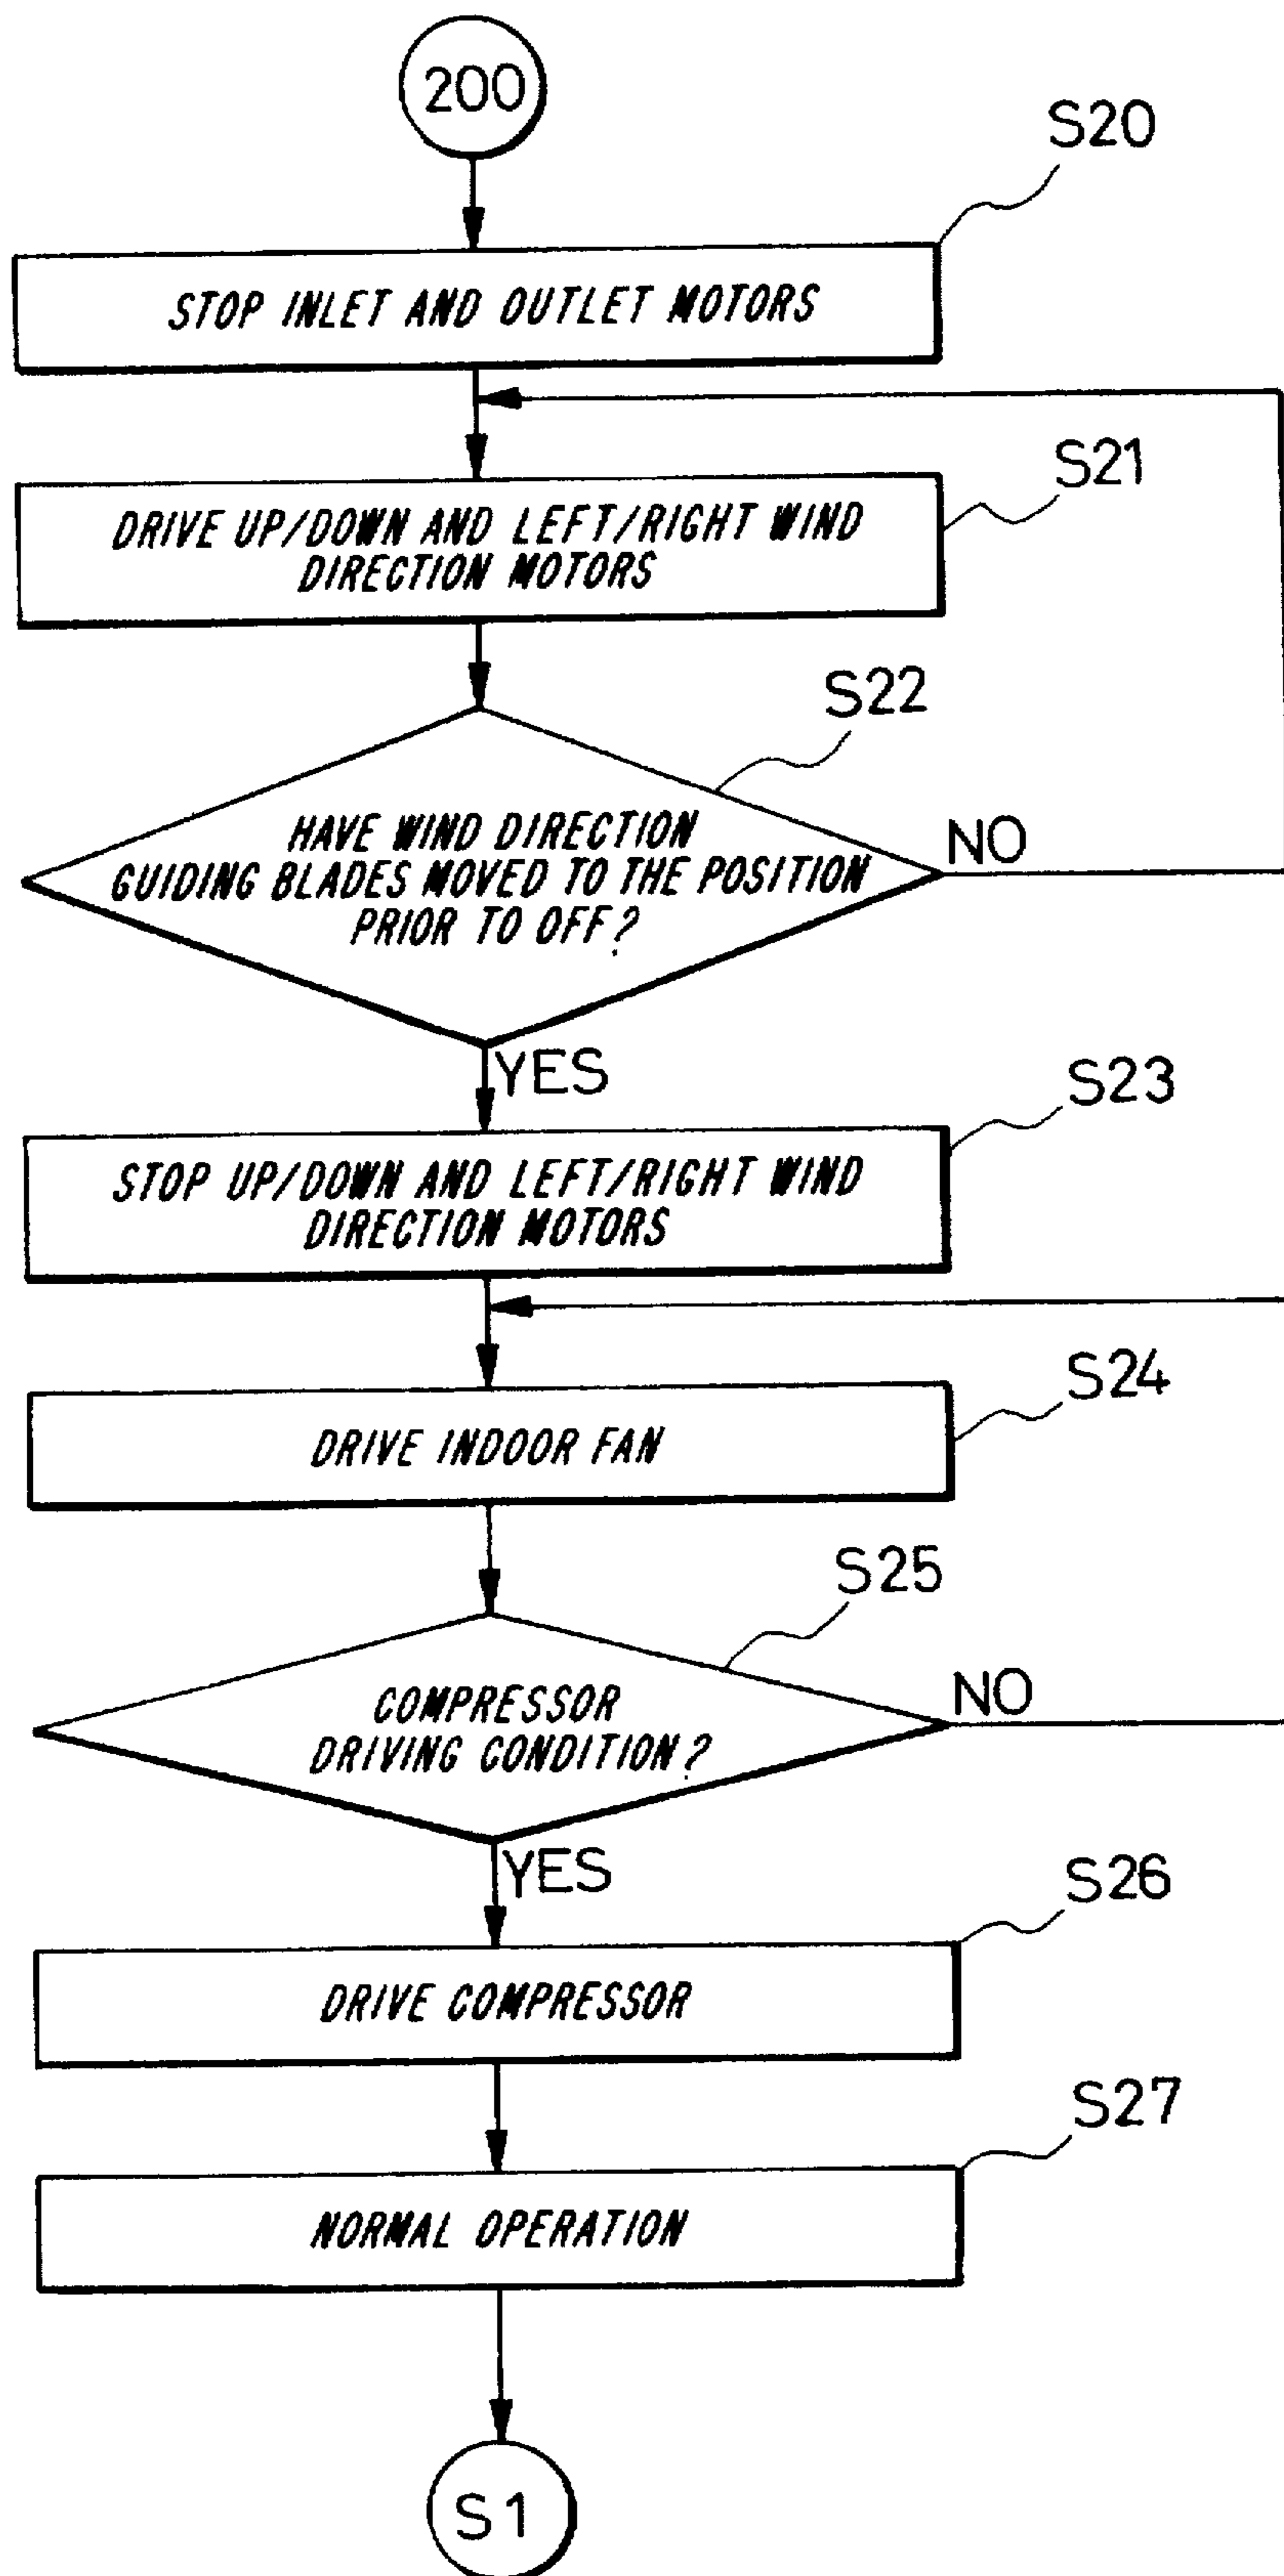 200
S20
STOP INLET AND OUTLET MOTORS
S21
DRIVE UP/DOWN AND LEFT/RIGHT WIND
DIRECTION MOTORS
S22
HAVE WIND DIRECTION
GUIDING BLADES MOVED TO THE POSITION
PRIOR TO OFF?
NO
YES
S23
STOP UP/DOWN AND LEFT/RIGHT WIND
DIRECTION MOTORS
S24
DRIVE INDOOR FAN
S25
COMPRESSOR
DRIVING CONDITION?
NO
YES
S26
DRIVE COMPRESSOR
S27
NORMAL OPERATION
S1